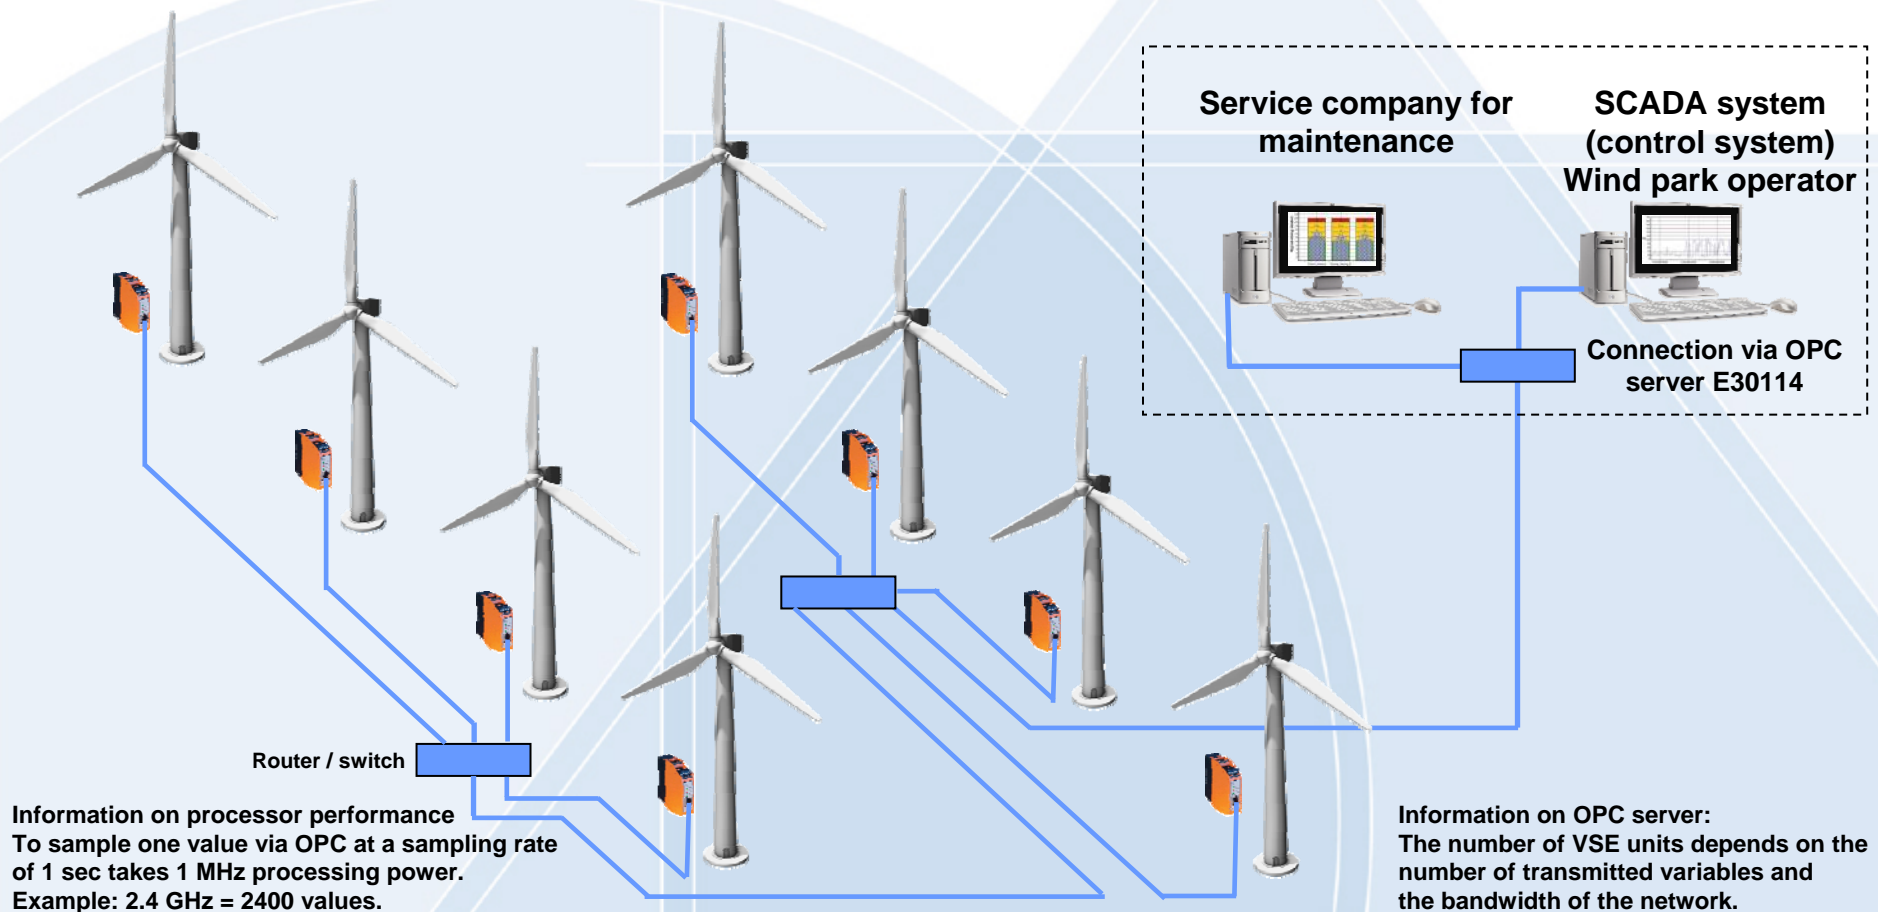 Service company for
maintenance
SCADA system
(control system)
Wind park operator
Connection via OPC
server E30114
Router / switch
Information on processor performance
To sample one value via OPC at a sampling rate
of 1 sec takes 1 MHz processing power.
Example: 2.4 GHz = 2400 values.
Information on OPC server:
The number of VSE units depends on the
number of transmitted variables and
the bandwidth of the network.